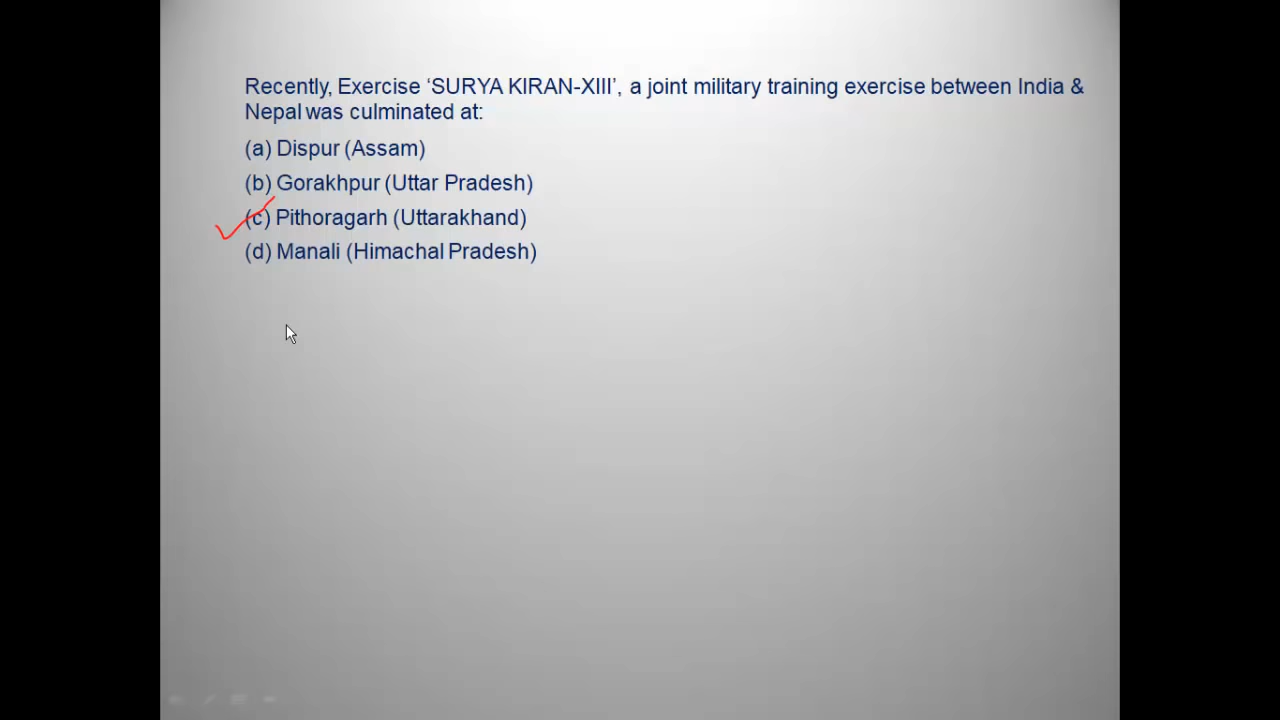 Recently, Exercise ‘SURYA KIRAN-XIII’, a joint military training exercise between India &
Nepal was culminated at:
(a) Dispur (Assam)
(b) Gorakhpur (Uttar Pradesh)
(c) Pithoragarh (Uttarakhand)
(d) Manali (Himachal Pradesh)